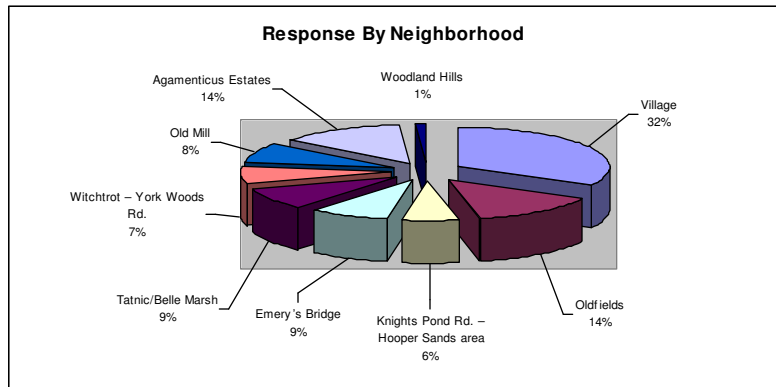 Response By Neighborhood
Woodland Hills
1%
Village
32%
Oldfields
14%
Knights Pond Rd. –
Hooper Sands area
6%
Emery's Bridge
9%
Tatnic/Belle Marsh
9%
Witchtrot – York Woods
Rd.
7%
Old Mill
8%
Agamenticus Estates
14%